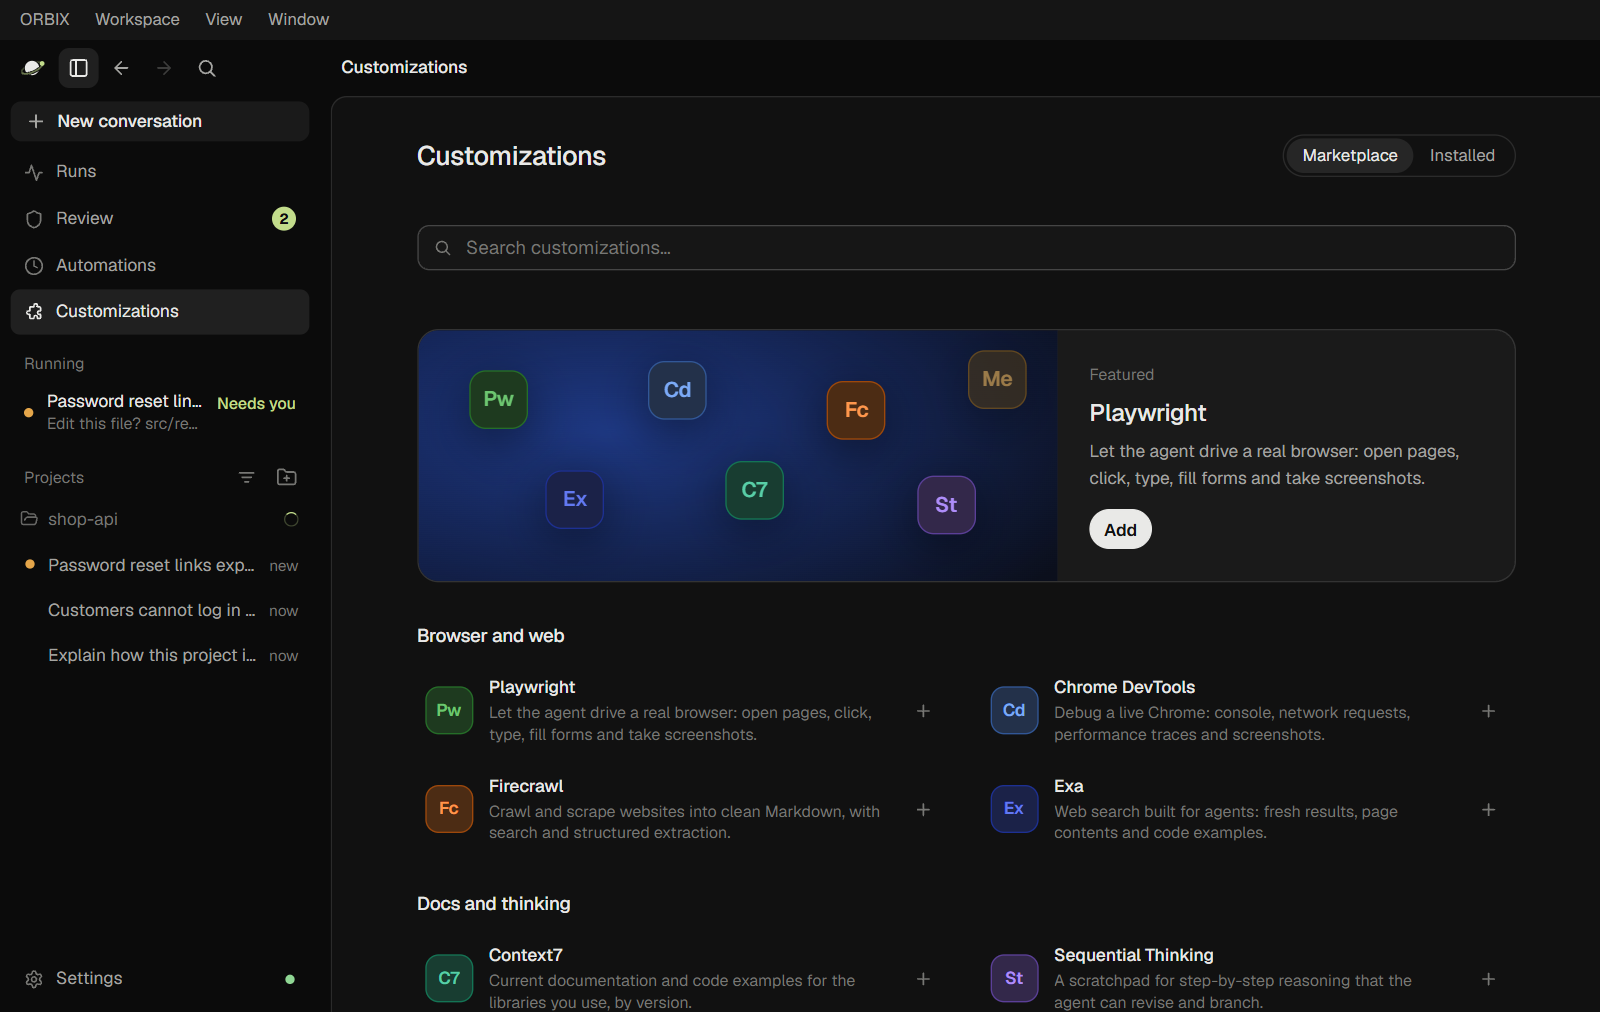 ORBIX Workspace View Window
Customizations
New conversation
Runs
Review 2
Automations
Customizations
Running
Password reset lin... Needs you
Edit this file? src/re...
Projects
shop-api
Password reset links exp... new
Customers cannot log in ... now
Explain how this project i... now
Settings
Customizations
Marketplace Installed
Search customizations...
Pw Cd Fc Me
Ex C7 St
Featured
Playwright
Let the agent drive a real browser: open pages,
click, type, fill forms and take screenshots.
Add
Browser and web
Pw
Playwright
Let the agent drive a real browser: open pages, click,
type, fill forms and take screenshots.
Cd
Chrome DevTools
Debug a live Chrome: console, network requests,
performance traces and screenshots.
Fc
Firecrawl
Crawl and scrape websites into clean Markdown, with
search and structured extraction.
Ex
Exa
Web search built for agents: fresh results, page
contents and code examples.
Docs and thinking
C7
Context7
Current documentation and code examples for the
libraries you use, by version.
St
Sequential Thinking
A scratchpad for step-by-step reasoning that the
agent can revise and branch.